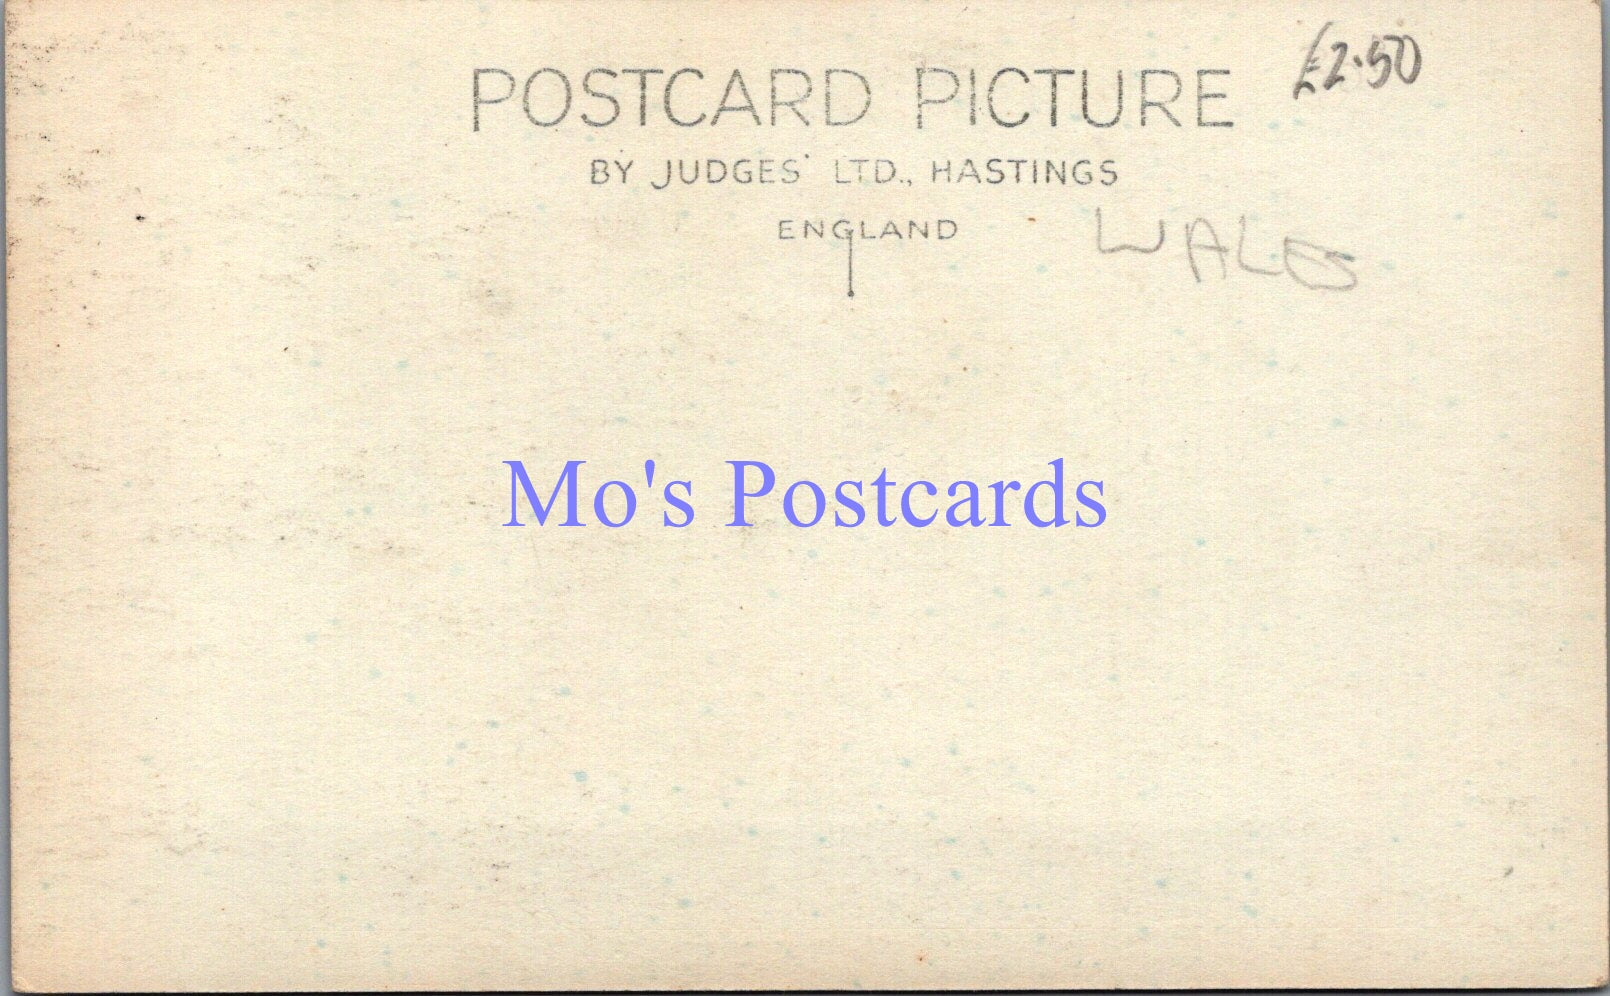 POSTCARD PICTURE
£2.50
BY JUDGES' LTD., HASTINGS
ENGLAND
WALES
Mo's Postcards